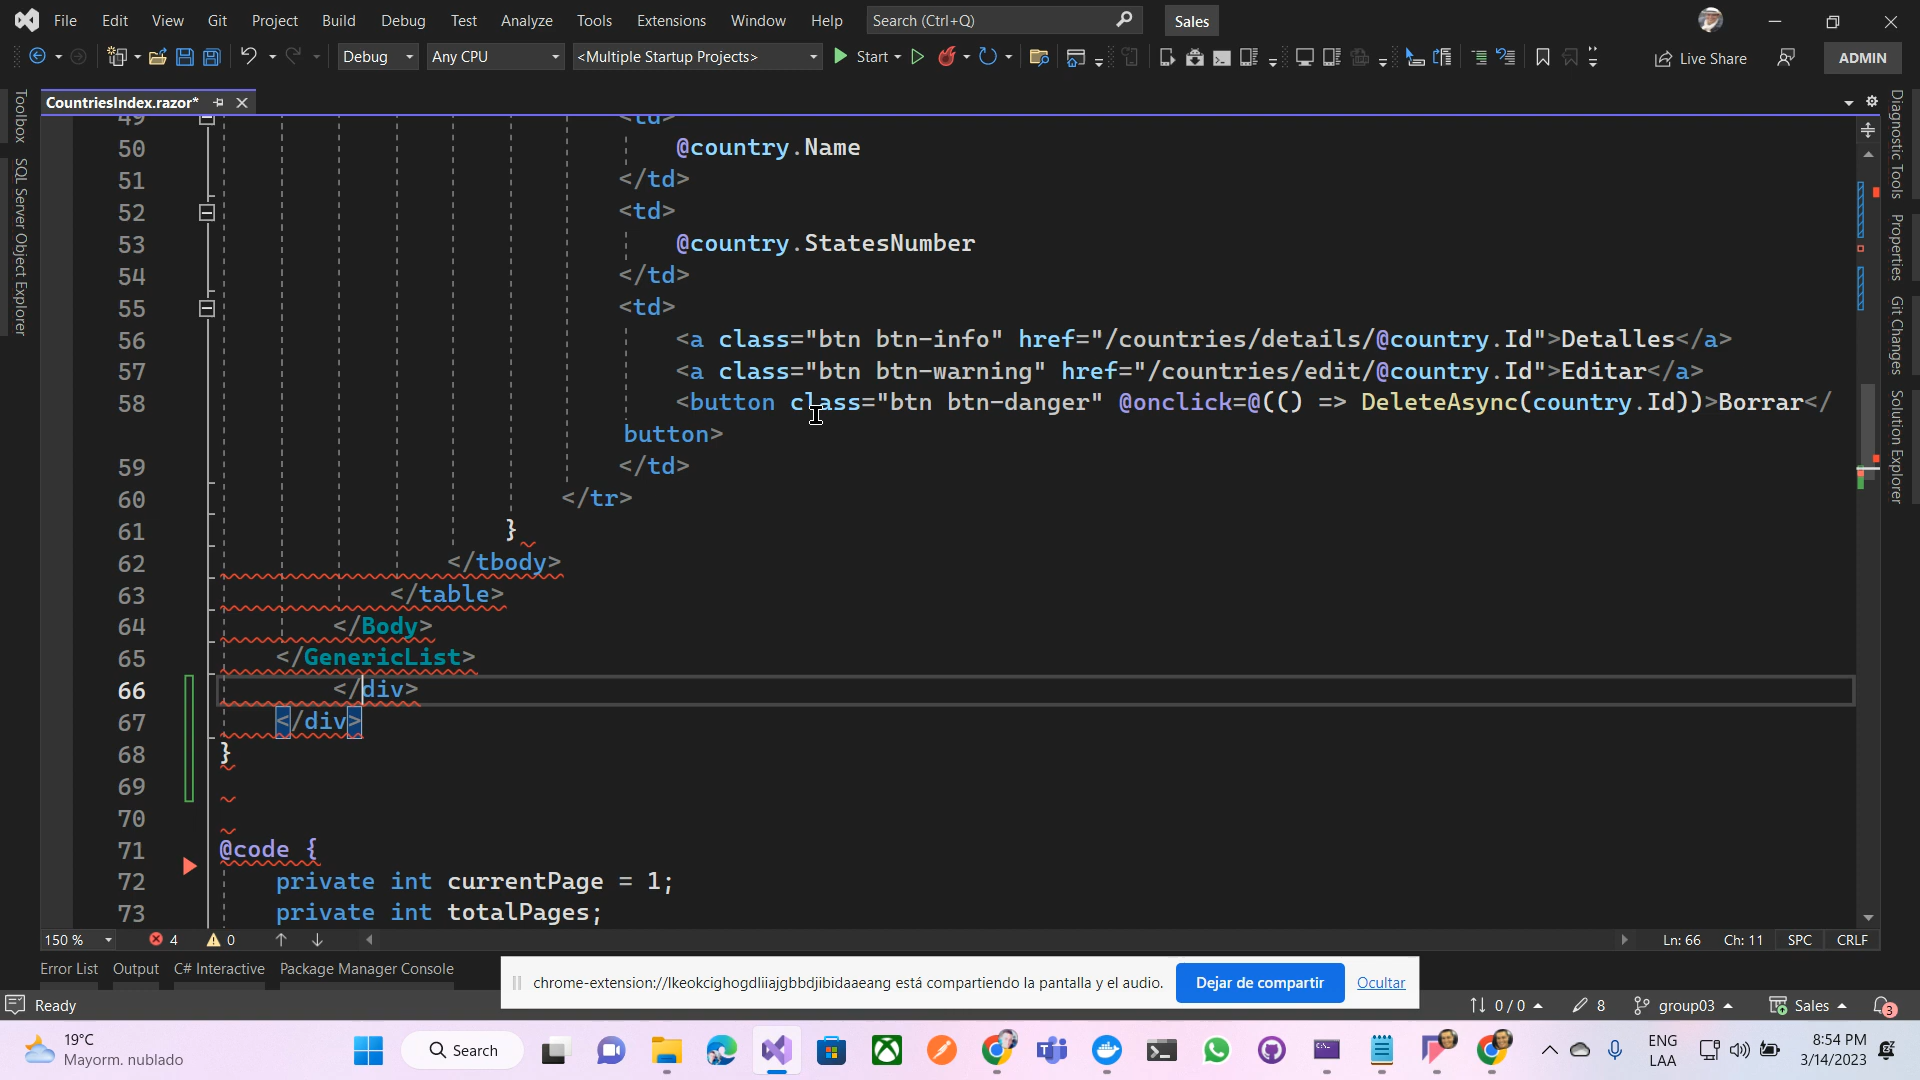 File Edit View Git Project Build Debug Test Analyze Tools Extensions Window Help Search (Ctrl+Q) Sales
Debug Any CPU <Multiple Startup Projects> Start Live Share ADMIN
CountriesIndex.razor*
Toolbox
SQL Server Object Explorer
Diagnostic Tools
Properties
Git Changes
Solution Explorer
49 <td>
50 @country.Name
51 </td>
52 <td>
53 @country.StatesNumber
54 </td>
55 <td>
56 <a class="btn btn-info" href="/countries/details/@country.Id">Detalles</a>
57 <a class="btn btn-warning" href="/countries/edit/@country.Id">Editar</a>
58 <button class="btn btn-danger" @onclick=@(() => DeleteAsync(country.Id))>Borrar</
button>
59 </td>
60 </tr>
61 }
62 </tbody>
63 </table>
64 </Body>
65 </GenericList>
66 </div>
67 </div>
68 }
69
70
71 @code {
72 private int currentPage = 1;
73 private int totalPages;
150 % 4 0 Ln: 66 Ch: 11 SPC CRLF
Error List Output C# Interactive Package Manager Console
chrome-extension://lkeokcighogdliiajgbbdjibidaaeang está compartiendo la pantalla y el audio. Dejar de compartir Ocultar
Ready 0 / 0 8 group03 Sales 3
19°C
Mayorm. nublado
Search
ENG
LAA
8:54 PM
3/14/2023